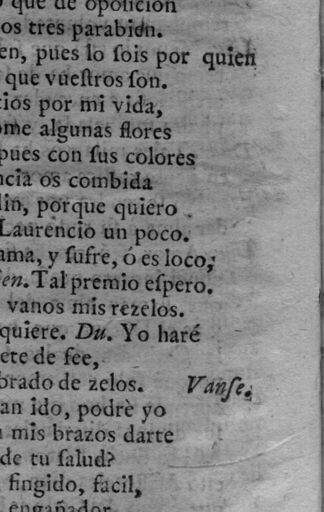 que de oposicion
os tres parabien.
en, pues lo ſois por quien
que vueſtros ſon.
cios por mi vida,
ome algunas flores
pues con ſus colores
ncia os combida
din, porque quiero
Laurencio un poco.
ama, y ſufre, ó es loco;
en. Tal premio eſpero.
vanos mis rezelos.
quiere. Du. Yo haré
ete de fee,
brado de zelos. Vanſe.
an ido, podrè yo
mis brazos darte
de tu ſalud?
fingido, facil,
engañador